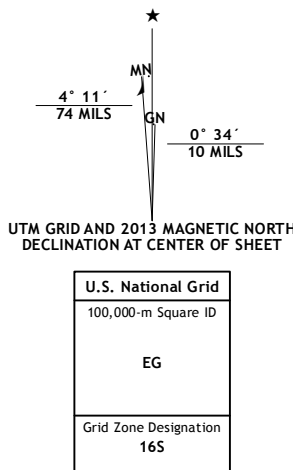 ★
MN
4° 11´
74 MILS
GN
0° 34´
10 MILS
UTM GRID AND 2013 MAGNETIC NORTH
DECLINATION AT CENTER OF SHEET
U.S. National Grid
100,000-m Square ID
EG
Grid Zone Designation
16S